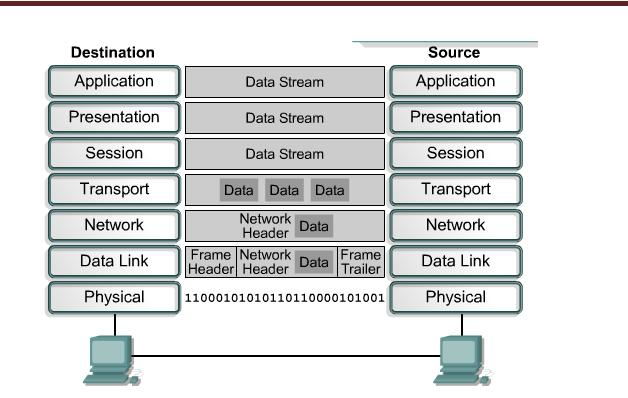 Destination Source
Application Data Stream Application
Presentation Data Stream Presentation
Session Data Stream Session
Transport Data Data Data Transport
Network Network Header Data Network
Data Link Frame Header Network Header Data Frame Trailer Data Link
Physical 11000101010110110000101001 Physical